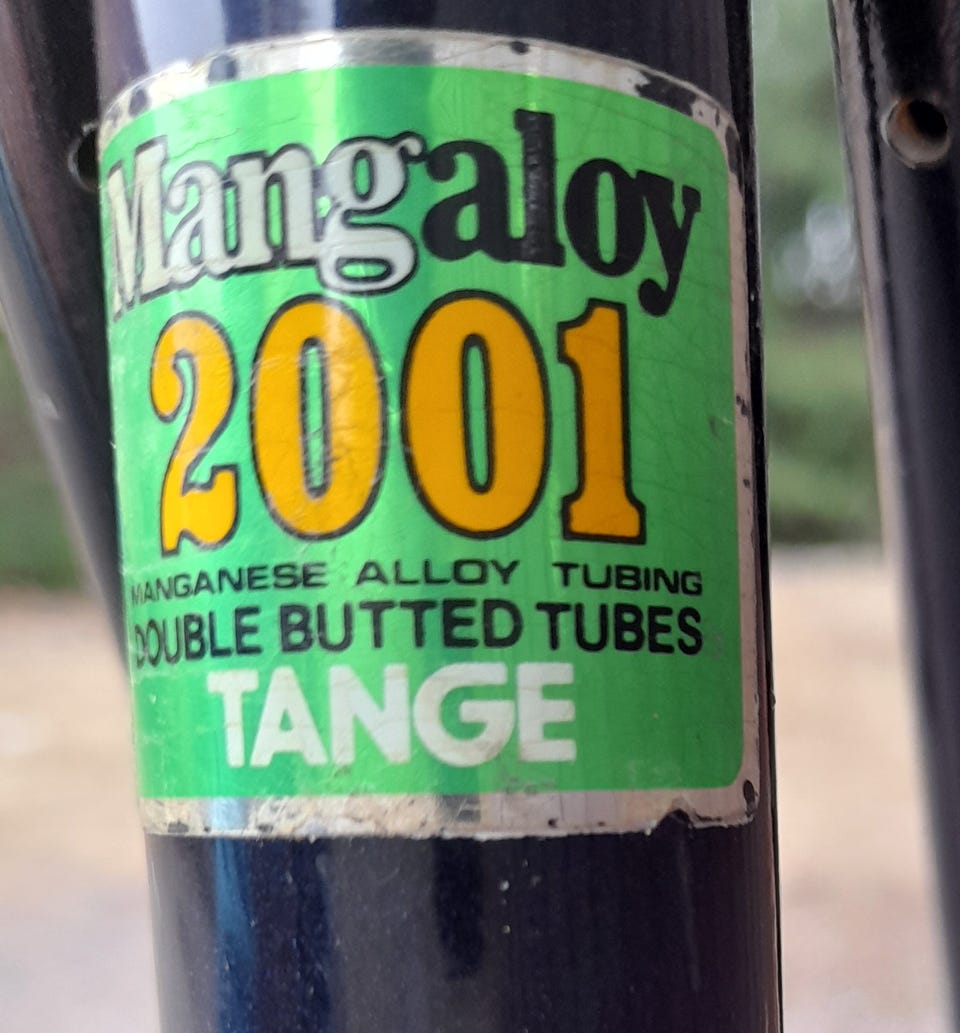 Mangaloy
2001
MANGANESE ALLOY TUBING
DOUBLE BUTTED TUBES
TANGE